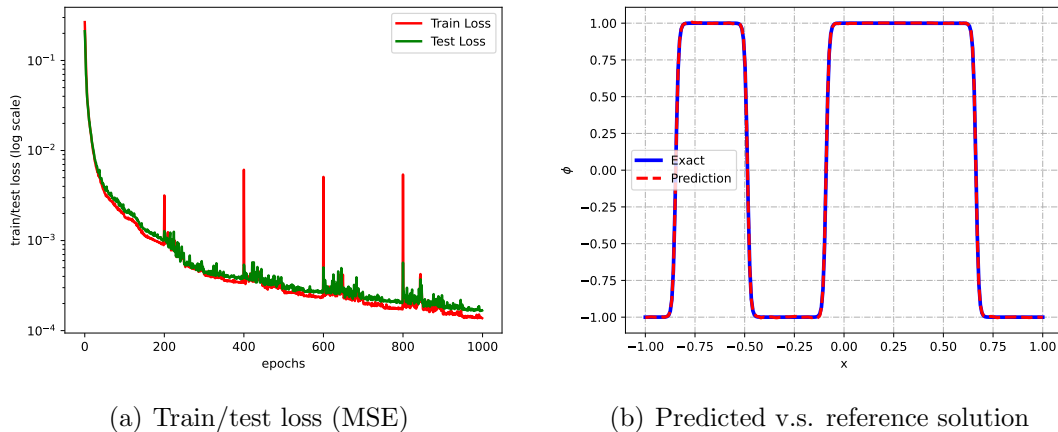 Train Loss
Test Loss
10⁻¹
10⁻²
10⁻³
10⁻⁴
train/test loss (log scale)
0 200 400 600 800 1000
epochs
(a) Train/test loss (MSE)
1.00
0.75
0.50
0.25
0.00
−0.25
−0.50
−0.75
−1.00
ϕ
Exact
Prediction
−1.00 −0.75 −0.50 −0.25 0.00 0.25 0.50 0.75 1.00
x
(b) Predicted v.s. reference solution